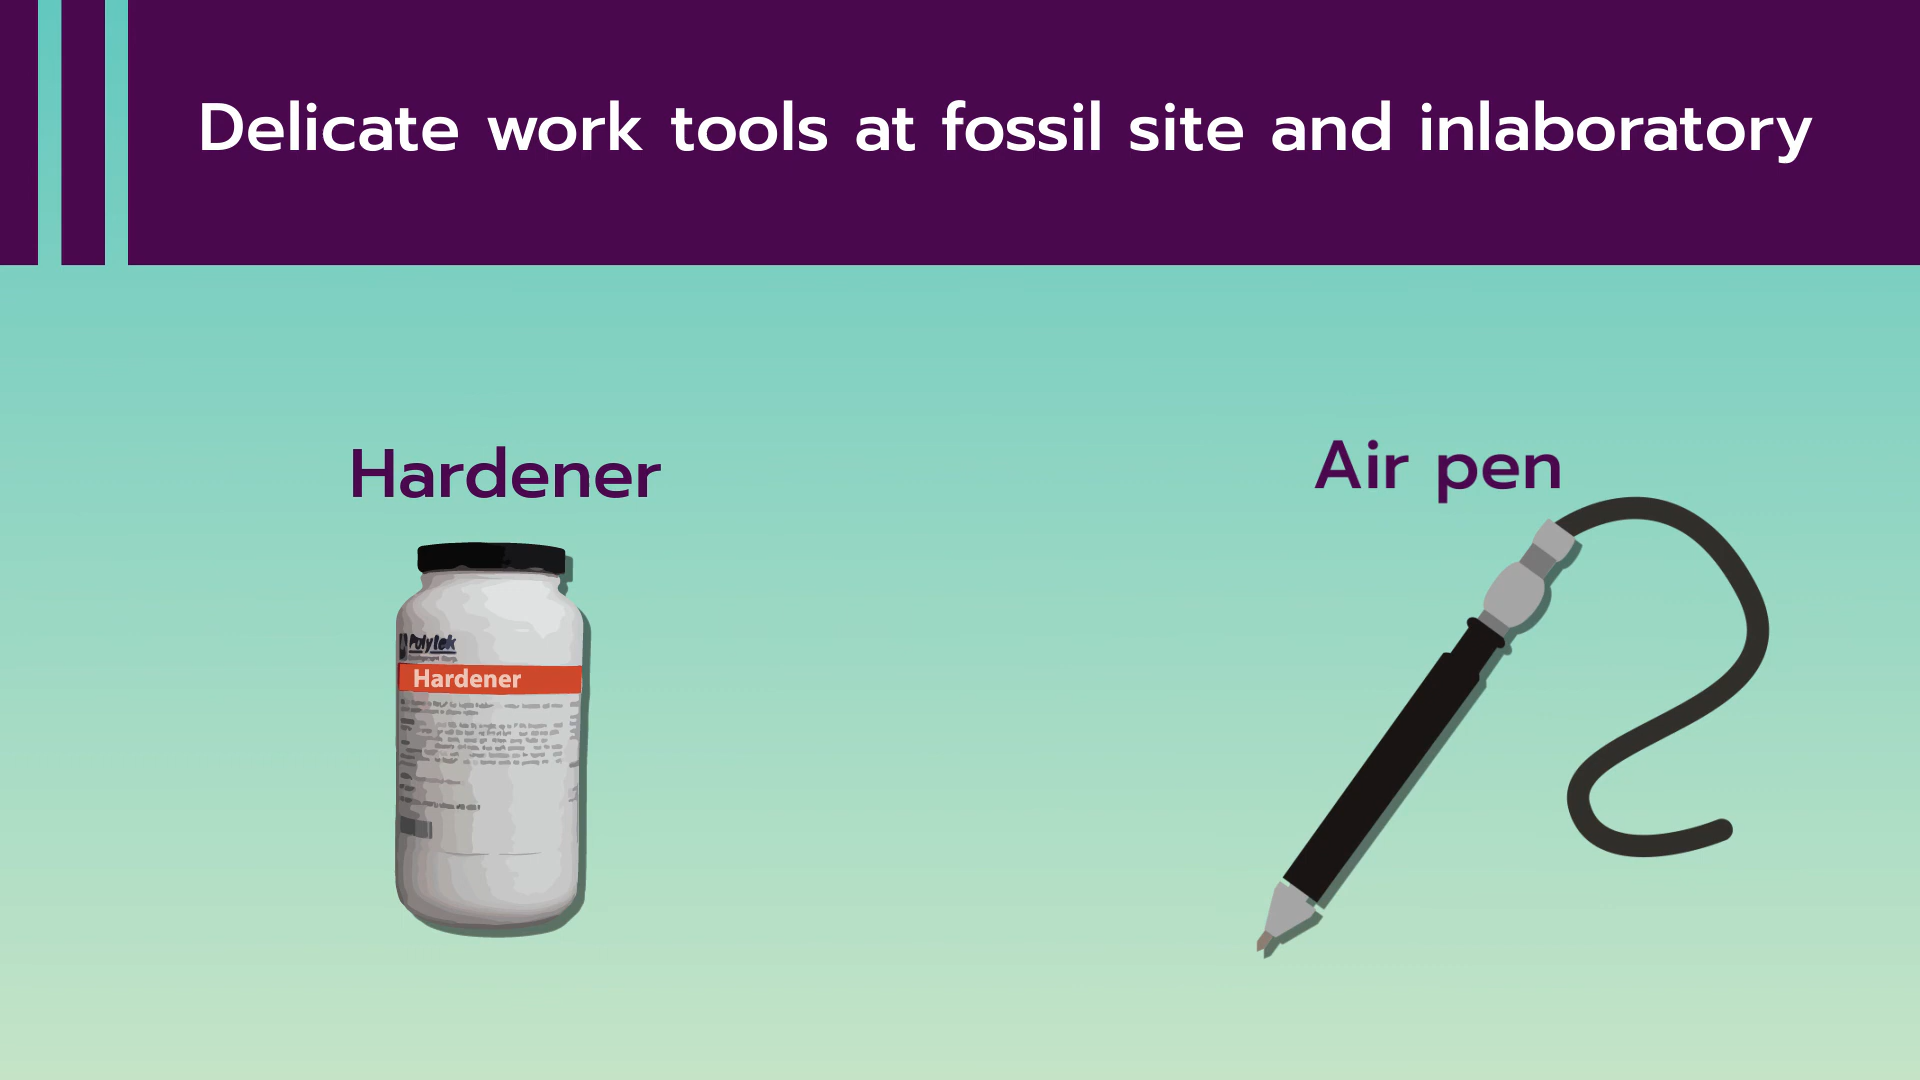 Delicate work tools at fossil site and inlaboratory
Hardener
Air pen
Polytek
Hardener